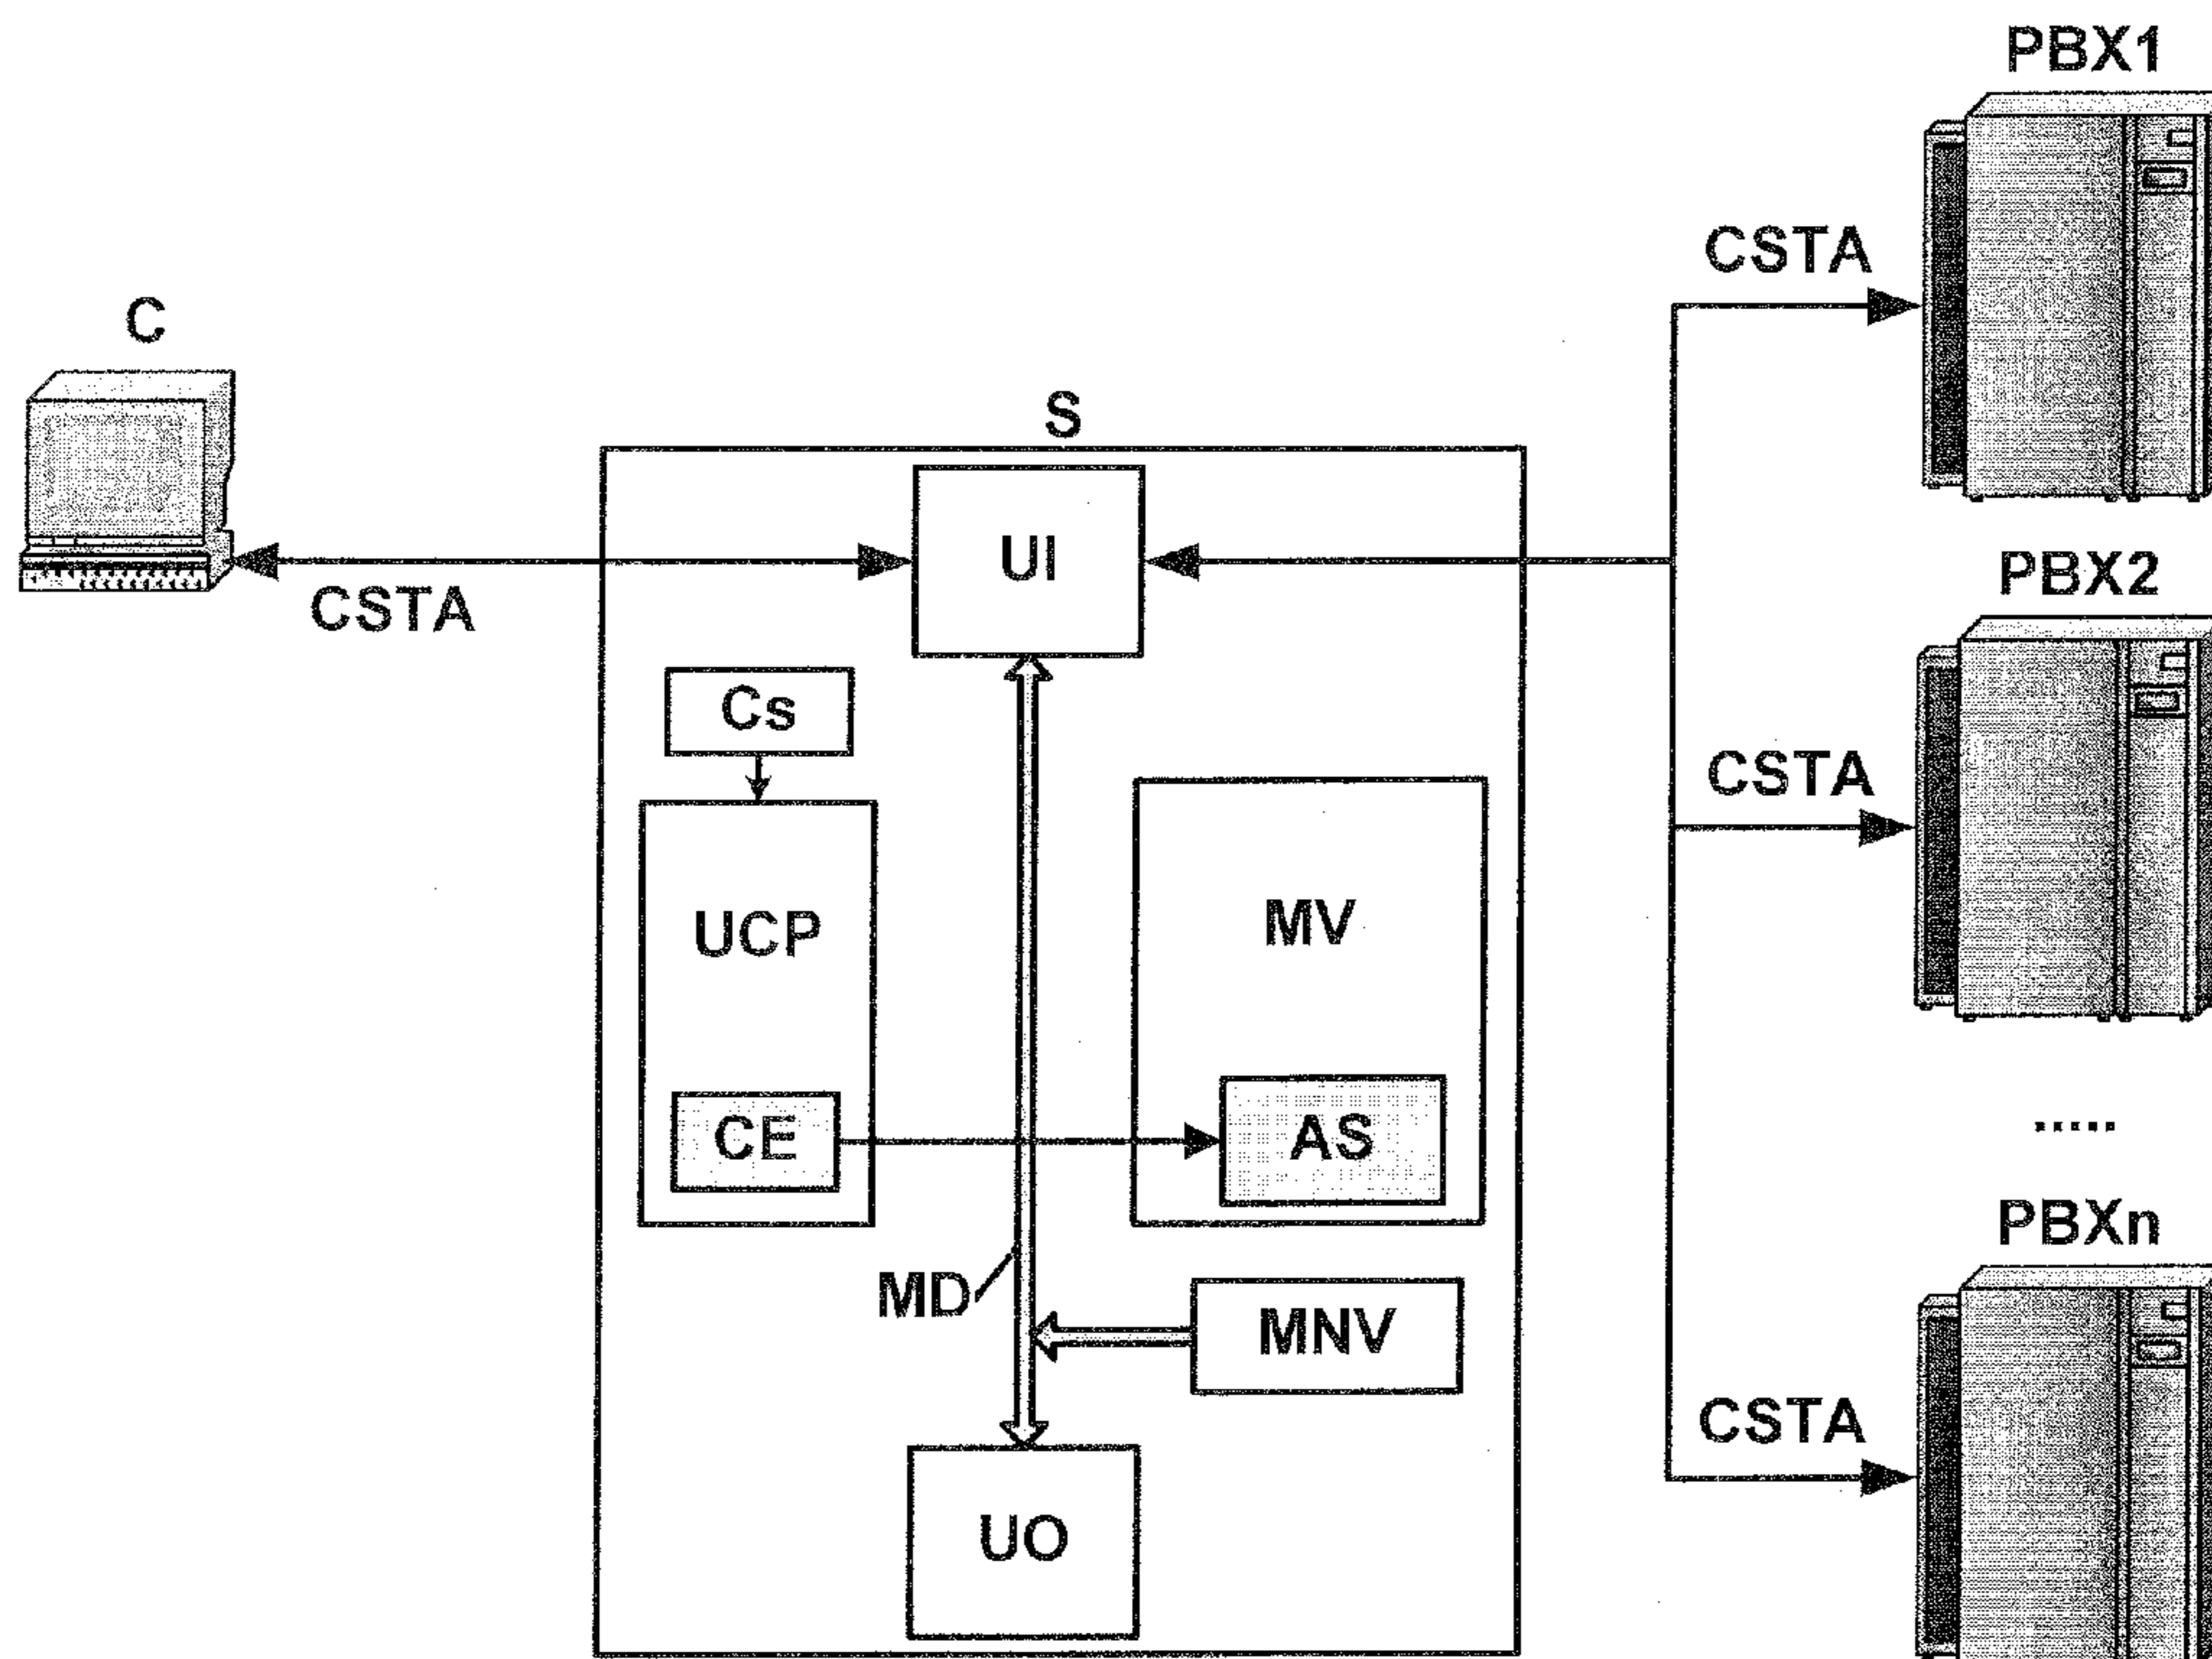 PBX1
CSTA
C
S
UI
CSTA
PBX2
Cs
CSTA
UCP
MV
CE
AS
.....
PBXn
MD
MNV
CSTA
UO